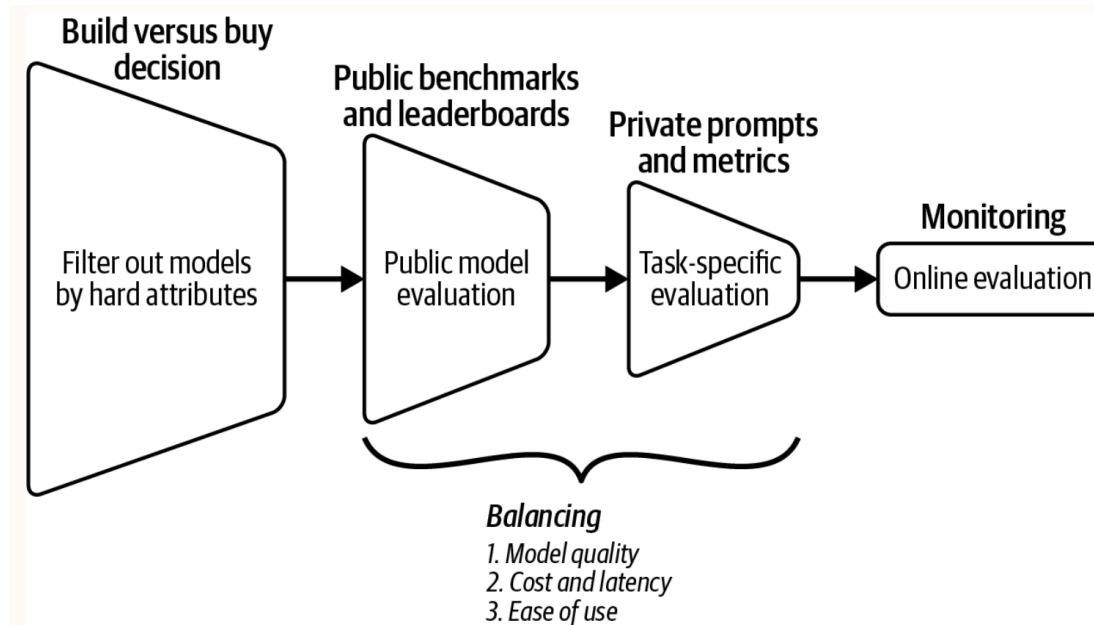 Build versus buy
decision
Filter out models
by hard attributes
Public benchmarks
and leaderboards
Public model
evaluation
Private prompts
and metrics
Task-specific
evaluation
Monitoring
Online evaluation
Balancing
1. Model quality
2. Cost and latency
3. Ease of use